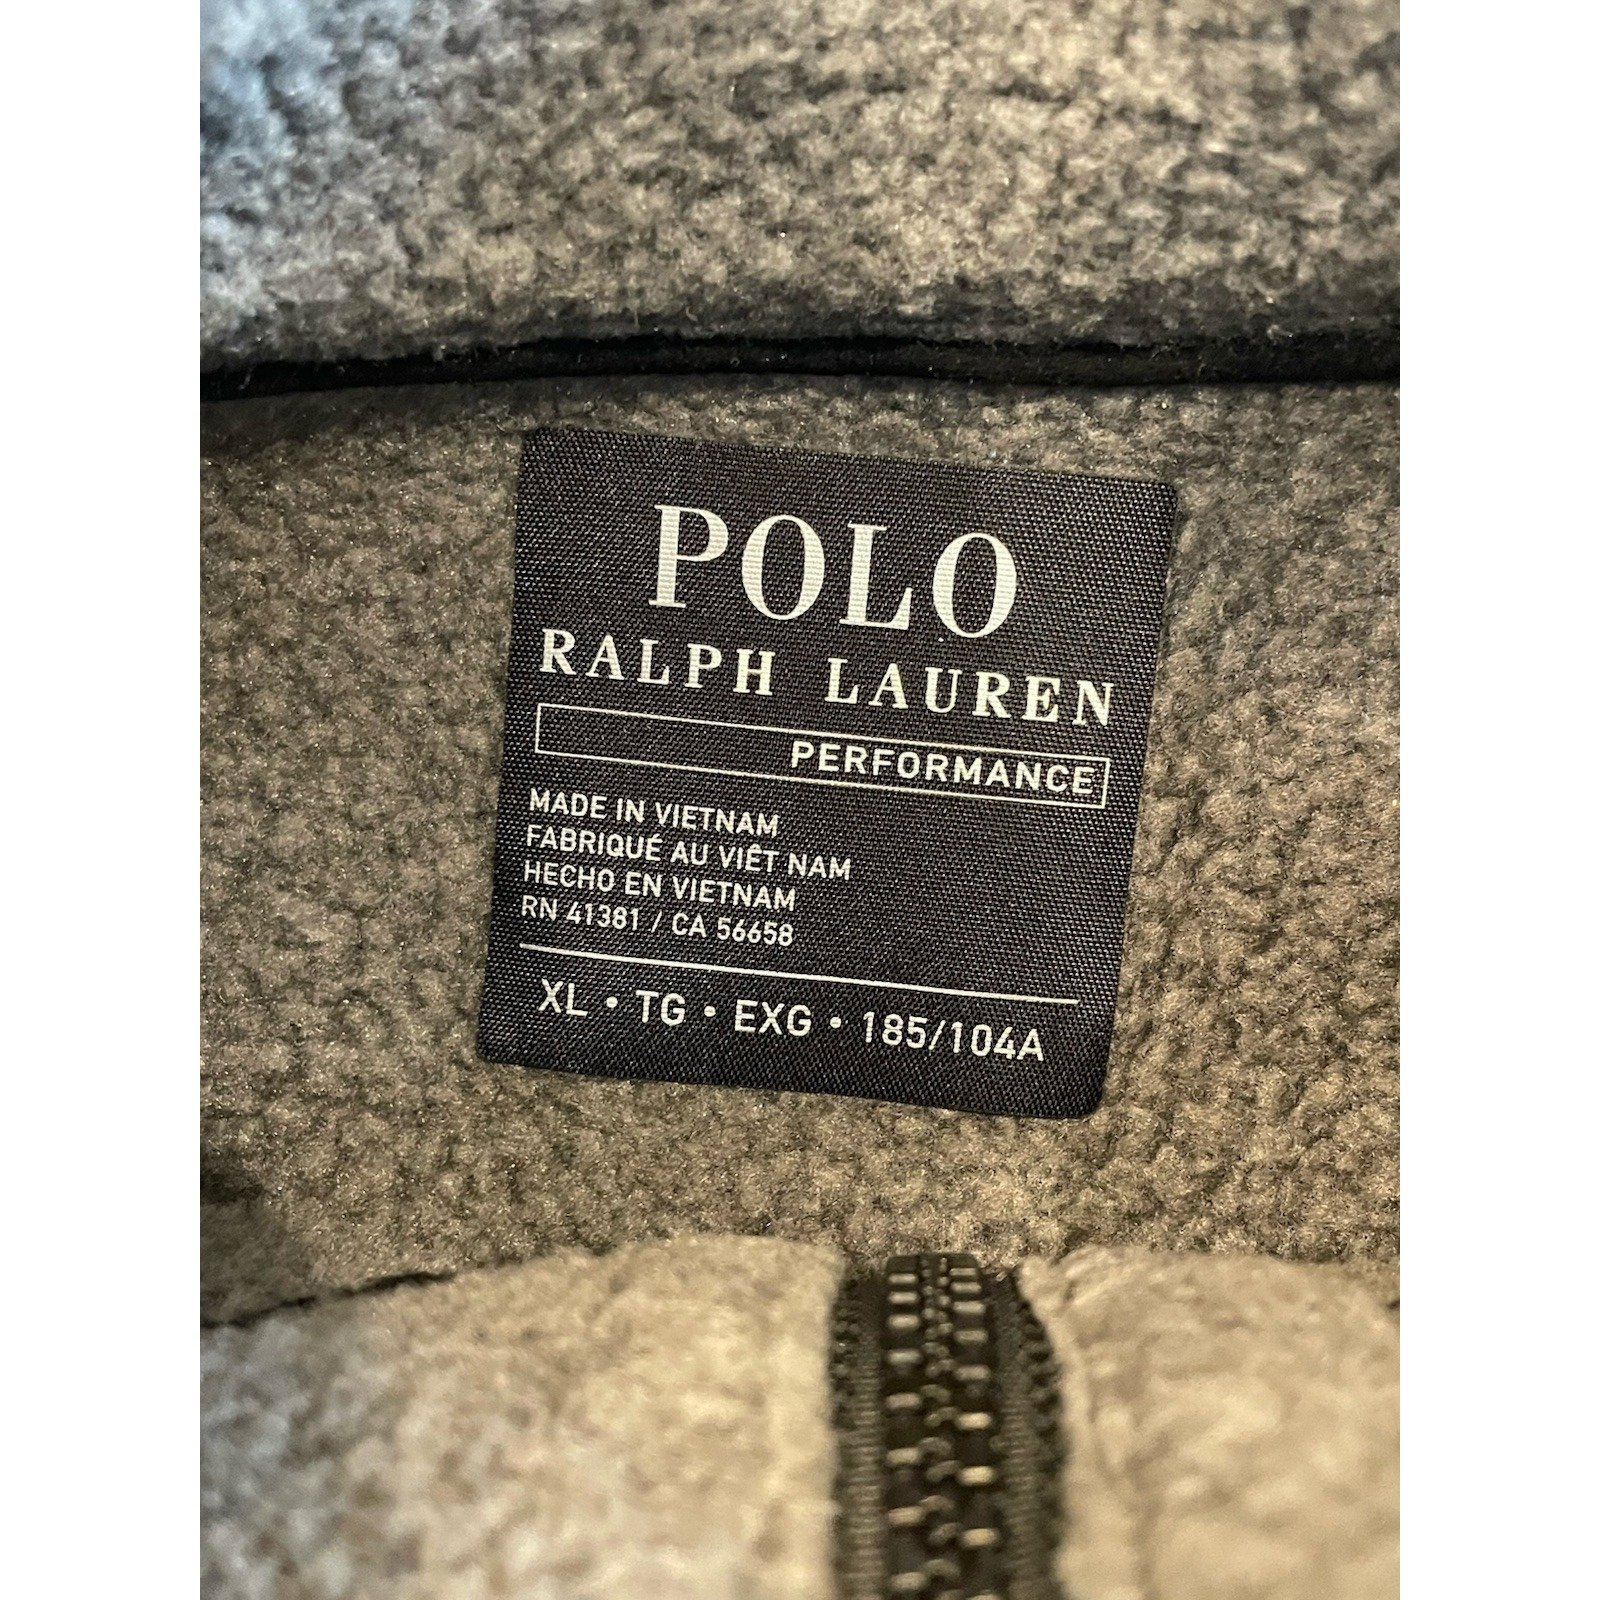 POLO
RALPH LAUREN
PERFORMANCE
MADE IN VIETNAM
FABRIQUÉ AU VIÊT NAM
HECHO EN VIETNAM
RN 41381 / CA 56658
XL • TG • EXG • 185/104A